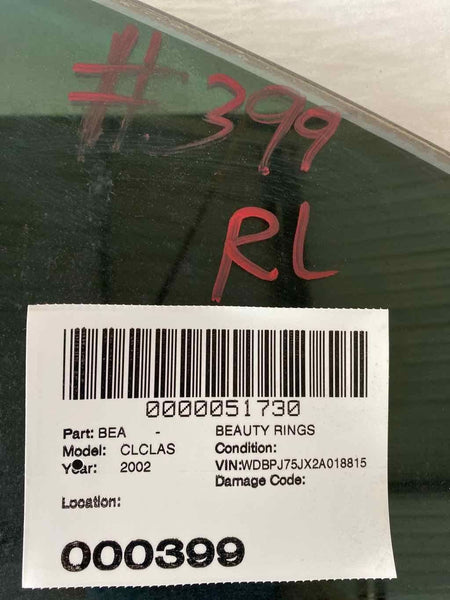 #399
RL
0000051730
Part: BEA - BEAUTY RINGS
Model: CLCLAS Condition:
Year: 2002 VIN:WDBPJ75JX2A018815
Damage Code:
Location:
000399